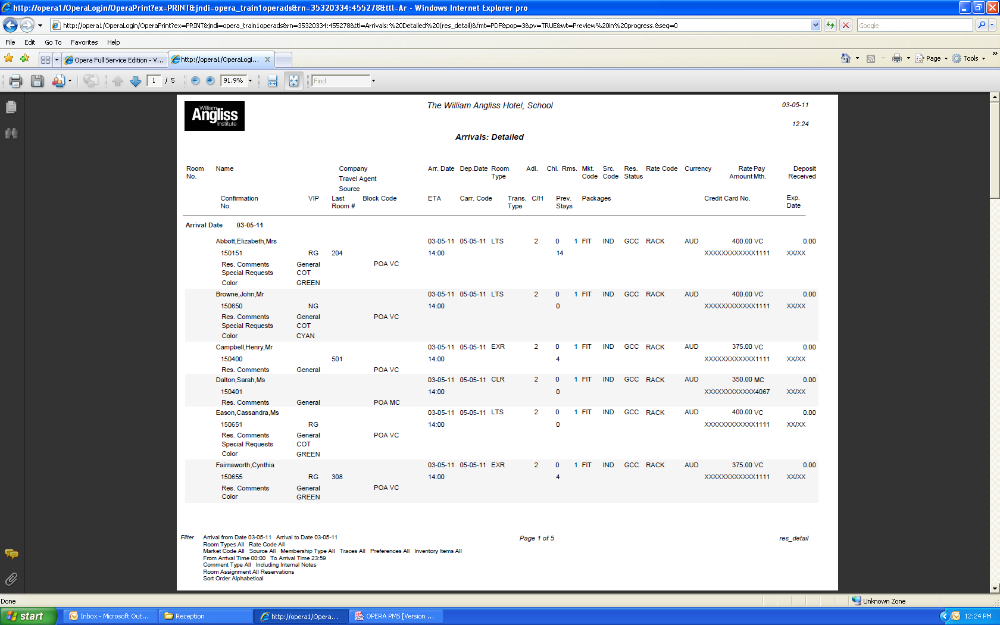 http://opera1/OperaLogin/OperaPrint?ex=PRINT&jndi=opera_train1operads&rn=35320334:455278&ttl=Ar - Windows Internet Explorer pro
http://opera1/OperaLogin/OperaPrint?ex=PRINT&jndi=opera_train1operads&rn=35320334:455278&ttl=Arrivals:%20Detailed%20(res_detail)&fmt=PDF&pop=3&pv=TRUE&wt=Preview%20in%20progress.&seq=0 Google
File Edit Go To Favorites Help
Opera Full Service Edition - V... http://opera1/OperaLogi... Page Tools
1 / 5 91.9% Find
William
Angliss
Institute
The William Angliss Hotel, School 03-05-11
12:24
Arrivals: Detailed
Room Name Company Arr. Date Dep.Date Room Adl. Chl. Rms. Mkt. Src. Res. Rate Code Currency Rate Pay Deposit
No. Type Code Code Status Amount Mth. Received
Travel Agent
Source
Confirmation VIP Last Block Code ETA Carr. Code Trans. C/H Prev. Packages Credit Card No. Exp.
No. Room # Type Stays Date
Arrival Date 03-05-11
Abbott,Elizabeth,Mrs 03-05-11 05-05-11 LTS 2 0 1 FIT IND GCC RACK AUD 400.00 VC 0.00
150151 RG 204 14:00 14 XXXXXXXXXXXX1111 XX/XX
Res. Comments General POA VC
Special Requests COT
Color GREEN
Browne,John,Mr 03-05-11 05-05-11 LTS 2 0 1 FIT IND GCC RACK AUD 400.00 VC 0.00
150650 NG 14:00 0 XXXXXXXXXXXX1111 XX/XX
Res. Comments General POA VC
Special Requests COT
Color CYAN
Campbell,Henry,Mr 03-05-11 05-05-11 EXR 2 0 1 FIT IND GCC RACK AUD 375.00 VC 0.00
150400 501 14:00 4 XXXXXXXXXXXX1111 XX/XX
Res. Comments General POA VC
Dalton,Sarah,Ms 03-05-11 05-05-11 CLR 2 0 1 FIT IND GCC RACK AUD 350.00 MC 0.00
150401 14:00 0 XXXXXXXXXXXX4067 XX/XX
Res. Comments General POA MC
Eason,Cassandra,Ms 03-05-11 05-05-11 LTS 2 0 1 FIT IND GCC RACK AUD 400.00 VC 0.00
150651 RG 14:00 0 XXXXXXXXXXXX1111 XX/XX
Res. Comments General POA VC
Special Requests COT
Color GREEN
Fairnsworth,Cynthia 03-05-11 05-05-11 EXR 2 0 1 FIT IND GCC RACK AUD 375.00 VC 0.00
150655 RG 308 14:00 4 XXXXXXXXXXXX1111 XX/XX
Res. Comments General POA VC
Color GREEN
Filter Arrival from Date 03-05-11 Arrival to Date 03-05-11 Page 1 of 5 res_detail
Room Types All Rate Code All
Market Code All Source All Membership Type All Traces All Preferences All Inventory Items All
From Arrival Time 00:00 To Arrival Time 23:59
Comment Type All Including Internal Notes
Room Assignment All Reservations
Sort Order Alphabetical
Done Unknown Zone
start Inbox - Microsoft Out... Reception http://opera1/Opera... OPERA PMS [Version ... 12:24 PM